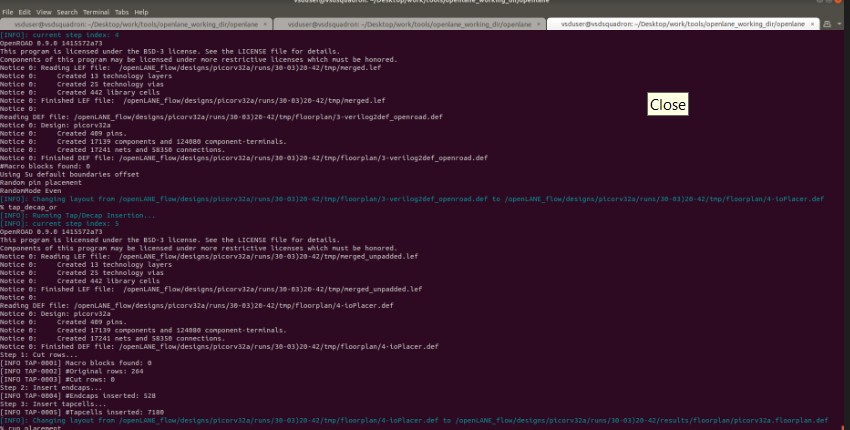 vsduser@vsdsquadron: ~/Desktop/work/tools/openlane_working_dir/openlane
File Edit View Search Terminal Tabs Help
vsduser@vsdsquadron: ~/Desktop/work/tools/openlane_working_dir/openlane × vsduser@vsdsquadron: ~/Desktop/work/tools/openlane_working_dir/openlane × vsduser@vsdsquadron: ~/Desktop/work/tools/openlane_working_dir/openlane ×
[INFO]: current step index: 4
OpenROAD 0.9.0 1415572a73
This program is licensed under the BSD-3 license. See the LICENSE file for details.
Components of this program may be licensed under more restrictive licenses which must be honored.
Notice 0: Reading LEF file: /openLANE_flow/designs/picorv32a/runs/30-03)20-42/tmp/merged.lef
Notice 0: Created 13 technology layers
Notice 0: Created 25 technology vias
Notice 0: Created 442 library cells
Notice 0: Finished LEF file: /openLANE_flow/designs/picorv32a/runs/30-03)20-42/tmp/merged.lef
Notice 0:
Reading DEF file: /openLANE_flow/designs/picorv32a/runs/30-03)20-42/tmp/floorplan/3-verilog2def_openroad.def
Notice 0: Design: picorv32a
Notice 0: Created 409 pins.
Notice 0: Created 17139 components and 124080 component-terminals.
Notice 0: Created 17241 nets and 58350 connections.
Notice 0: Finished DEF file: /openLANE_flow/designs/picorv32a/runs/30-03)20-42/tmp/floorplan/3-verilog2def_openroad.def
#Macro blocks found: 0
Using 5u default boundaries offset
Random pin placement
RandomMode Even
[INFO]: Changing layout from /openLANE_flow/designs/picorv32a/runs/30-03)20-42/tmp/floorplan/3-verilog2def_openroad.def to /openLANE_flow/designs/picorv32a/runs/30-03)20-42/tmp/floorplan/4-ioPlacer.def
% tap_decap_or
[INFO]: Running Tap/Decap Insertion...
[INFO]: current step index: 5
OpenROAD 0.9.0 1415572a73
This program is licensed under the BSD-3 license. See the LICENSE file for details.
Components of this program may be licensed under more restrictive licenses which must be honored.
Notice 0: Reading LEF file: /openLANE_flow/designs/picorv32a/runs/30-03)20-42/tmp/merged_unpadded.lef
Notice 0: Created 13 technology layers
Notice 0: Created 25 technology vias
Notice 0: Created 442 library cells
Notice 0: Finished LEF file: /openLANE_flow/designs/picorv32a/runs/30-03)20-42/tmp/merged_unpadded.lef
Notice 0:
Reading DEF file: /openLANE_flow/designs/picorv32a/runs/30-03)20-42/tmp/floorplan/4-ioPlacer.def
Notice 0: Design: picorv32a
Notice 0: Created 409 pins.
Notice 0: Created 17139 components and 124080 component-terminals.
Notice 0: Created 17241 nets and 58350 connections.
Notice 0: Finished DEF file: /openLANE_flow/designs/picorv32a/runs/30-03)20-42/tmp/floorplan/4-ioPlacer.def
Step 1: Cut rows...
[INFO TAP-0001] Macro blocks found: 0
[INFO TAP-0002] #Original rows: 264
[INFO TAP-0003] #Cut rows: 0
Step 2: Insert endcaps...
[INFO TAP-0004] #Endcaps inserted: 528
Step 3: Insert tapcells...
[INFO TAP-0005] #Tapcells inserted: 7180
[INFO]: Changing layout from /openLANE_flow/designs/picorv32a/runs/30-03)20-42/tmp/floorplan/4-ioPlacer.def to /openLANE_flow/designs/picorv32a/runs/30-03)20-42/results/floorplan/picorv32a.floorplan.def
% run_placement
Close